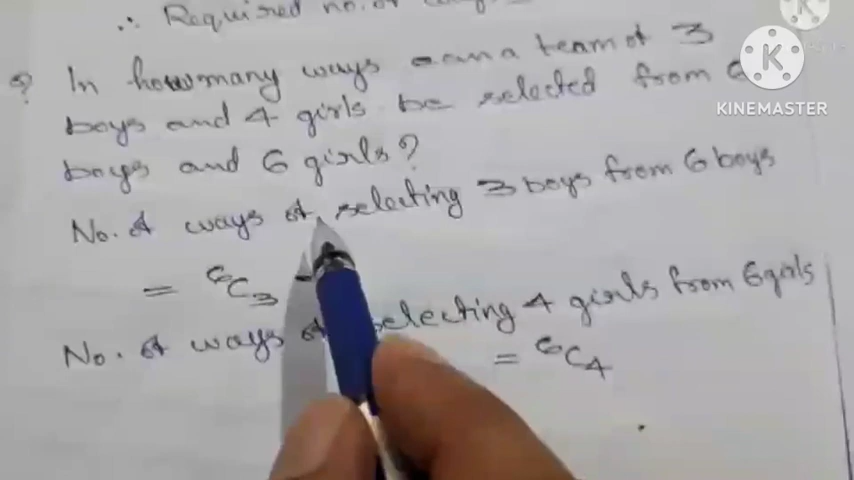 ∴ Required no. of
? In how many ways can a team of 3
boys and 4 girls be selected from 6
boys and 6 girls?
No. of ways of selecting 3 boys from 6 boys
= ⁶C₃
No. of ways of selecting 4 girls from 6 girls
= ⁶C₄
KINEMASTER